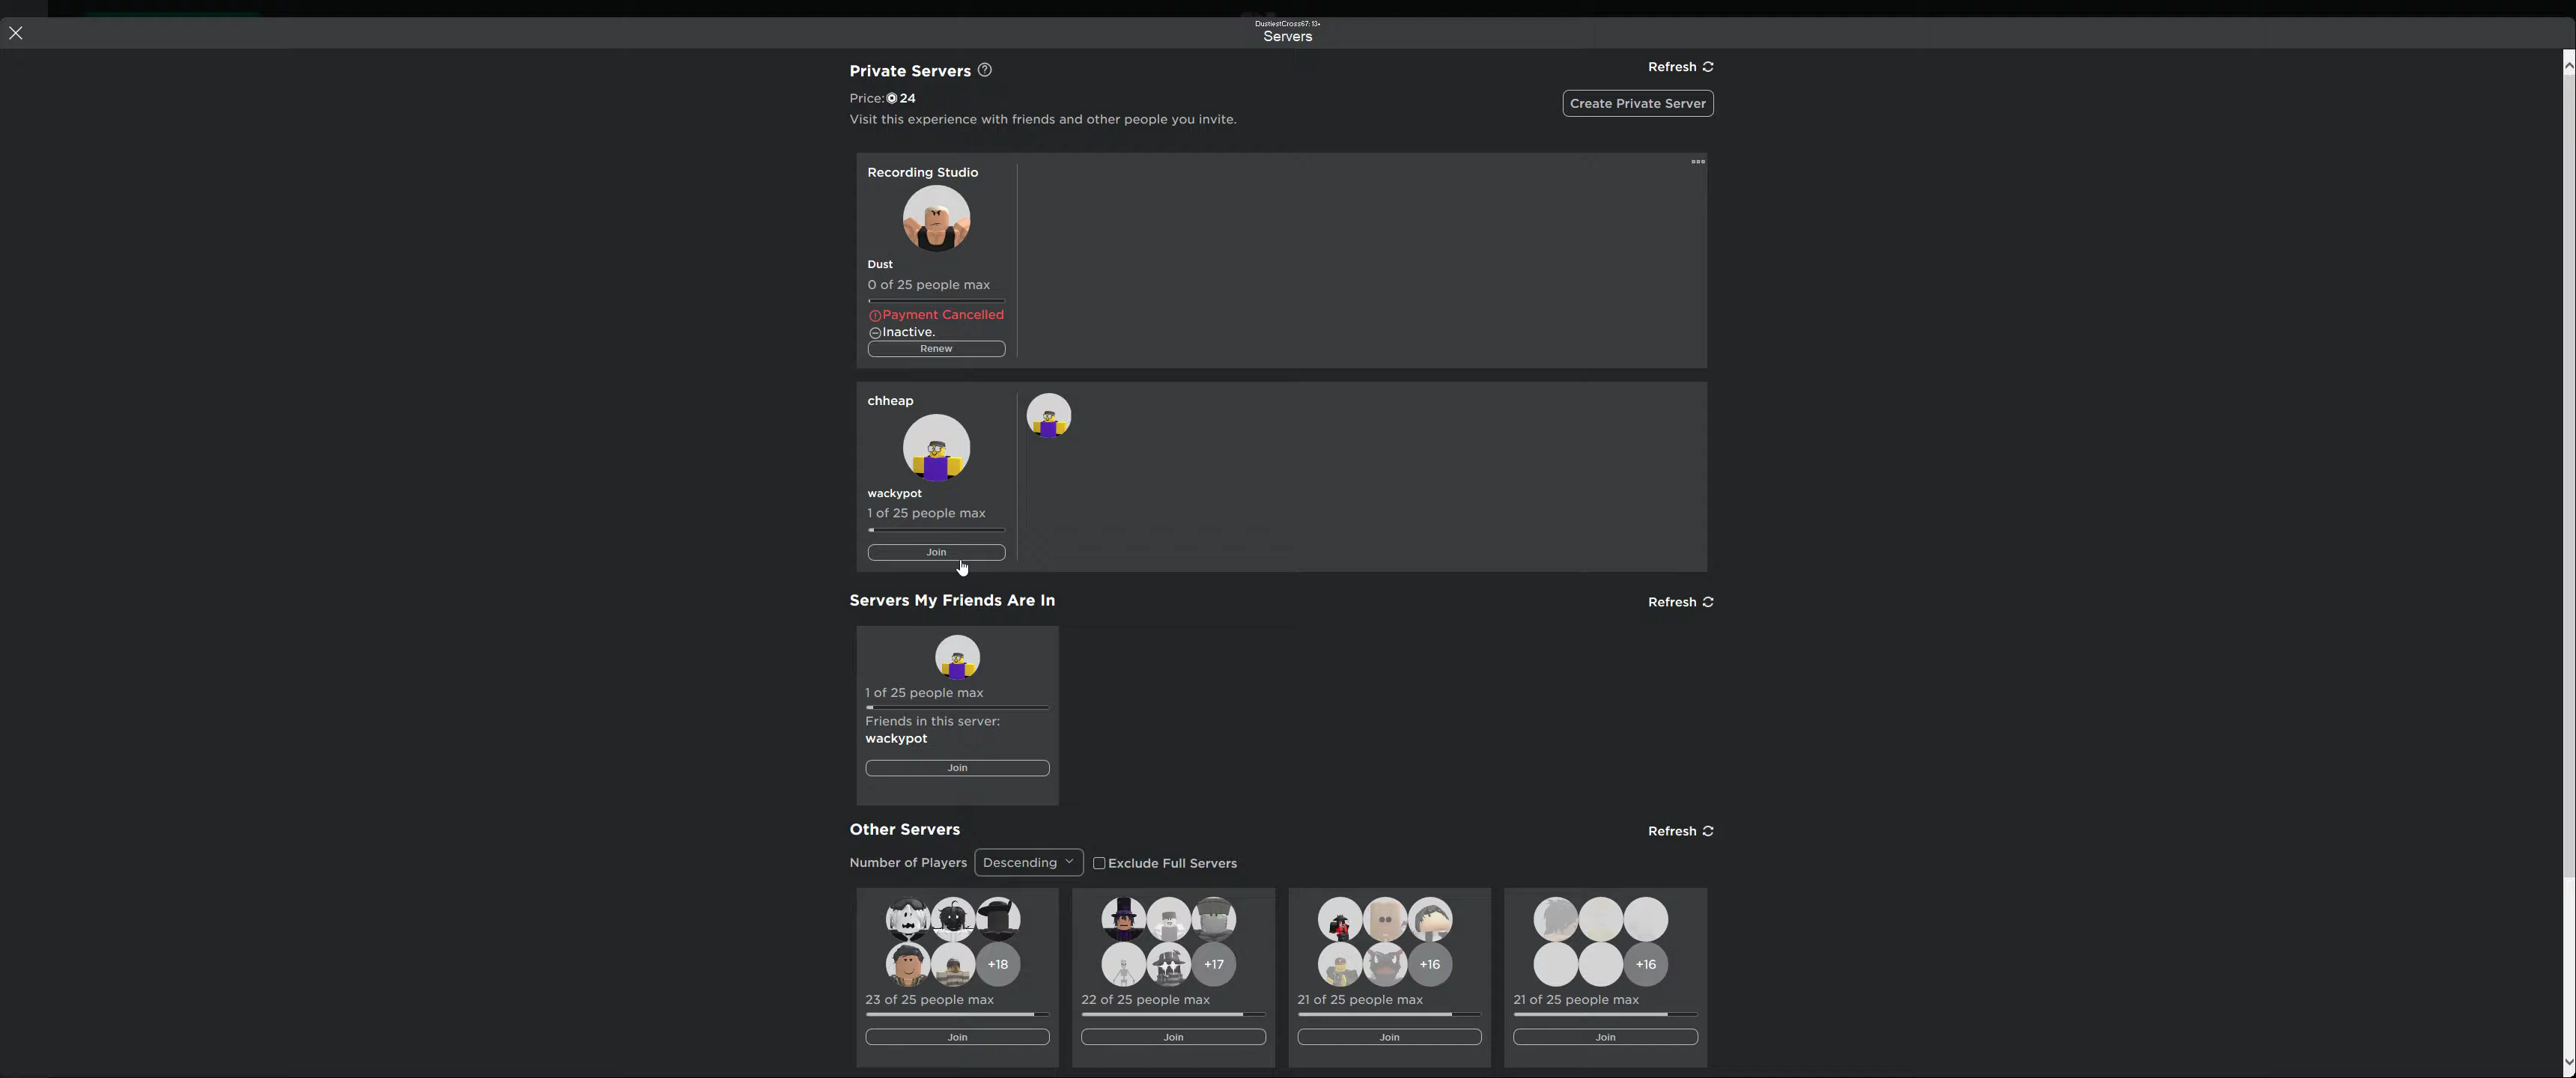 DustiestCross67: 13+
Servers
Private Servers
Refresh
Price: 24
Create Private Server
Visit this experience with friends and other people you invite.
Recording Studio
Dust
0 of 25 people max
Payment Cancelled
Inactive.
Renew
chheap
wackypot
1 of 25 people max
Join
Servers My Friends Are In
Refresh
1 of 25 people max
Friends in this server:
wackypot
Join
Other Servers
Refresh
Number of Players Descending Exclude Full Servers
+18 +17 +16 +16
23 of 25 people max 22 of 25 people max 21 of 25 people max 21 of 25 people max
Join Join Join Join